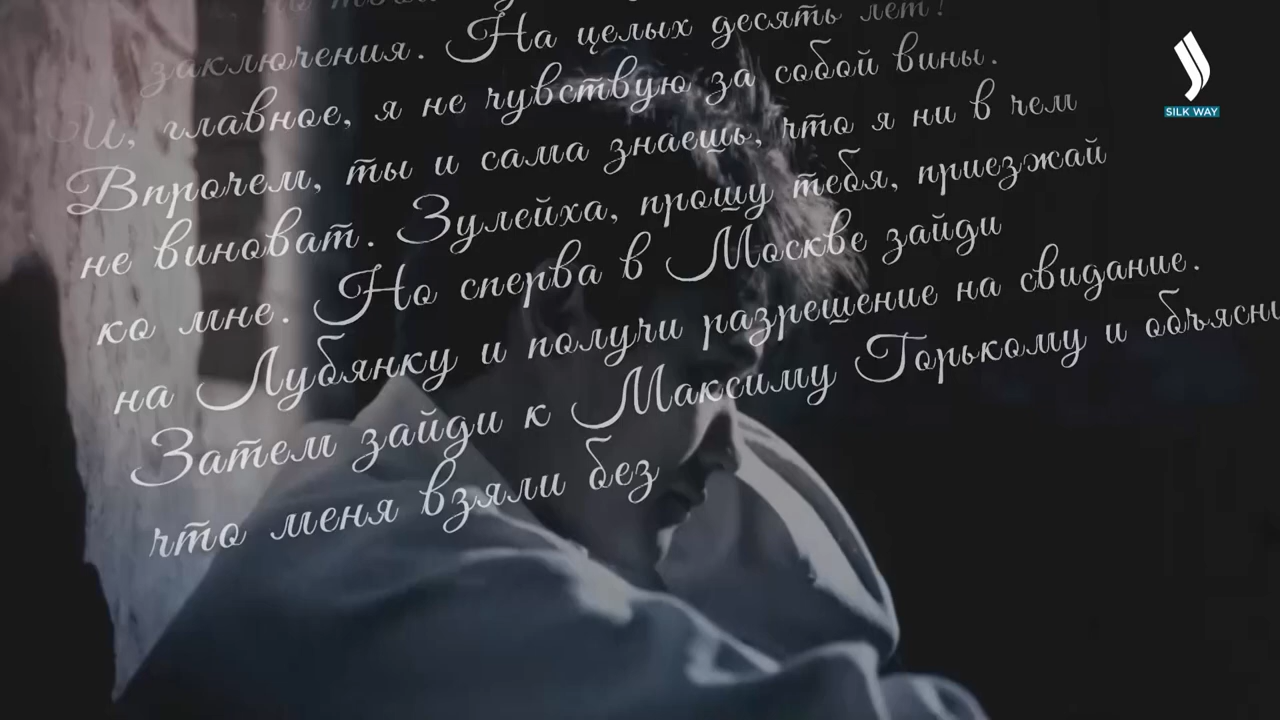 заключения. На целых десять лет!
И, главное, я не чувствую за собой вины.
Впрочем, ты и сама знаешь, что я ни в чем
не виноват. Зулейха, прошу тебя, приезжай
ко мне. Но сперва в Москве зайди
на Лубянку и получи разрешение на свидание.
Затем зайди к Максиму Горькому и объясни
что меня взяли без
SILK WAY